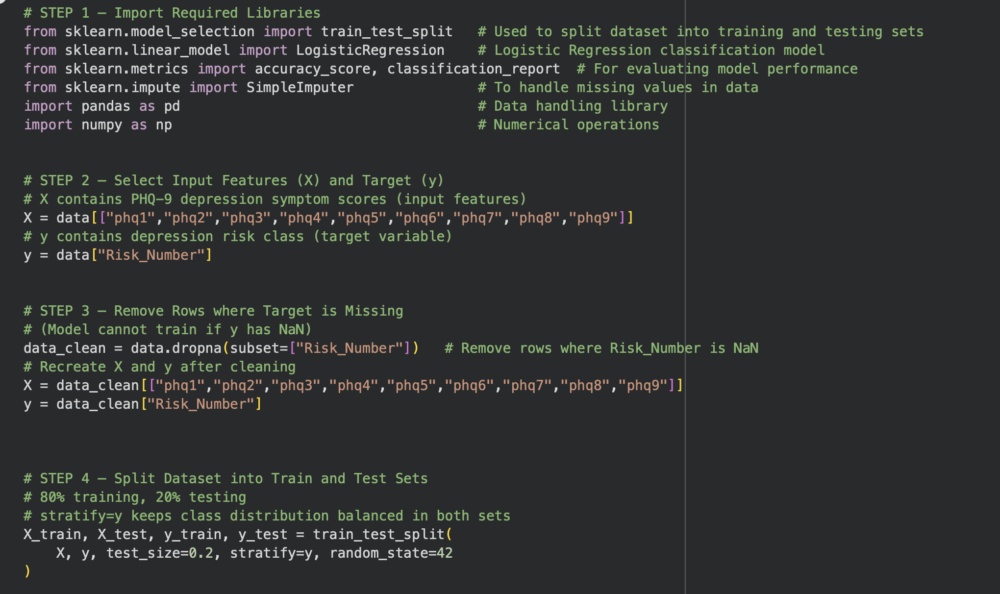 # STEP 1 — Import Required Libraries
from sklearn.model_selection import train_test_split   # Used to split dataset into training and testing sets
from sklearn.linear_model import LogisticRegression    # Logistic Regression classification model
from sklearn.metrics import accuracy_score, classification_report  # For evaluating model performance
from sklearn.impute import SimpleImputer               # To handle missing values in data
import pandas as pd                                    # Data handling library
import numpy as np                                     # Numerical operations
# STEP 2 — Select Input Features (X) and Target (y)
# X contains PHQ-9 depression symptom scores (input features)
X = data[["phq1","phq2","phq3","phq4","phq5","phq6","phq7","phq8","phq9"]]
# y contains depression risk class (target variable)
y = data["Risk_Number"]
# STEP 3 — Remove Rows where Target is Missing
# (Model cannot train if y has NaN)
data_clean = data.dropna(subset=["Risk_Number"])   # Remove rows where Risk_Number is NaN
# Recreate X and y after cleaning
X = data_clean[["phq1","phq2","phq3","phq4","phq5","phq6","phq7","phq8","phq9"]]
y = data_clean["Risk_Number"]
# STEP 4 — Split Dataset into Train and Test Sets
# 80% training, 20% testing
# stratify=y keeps class distribution balanced in both sets
X_train, X_test, y_train, y_test = train_test_split(
    X, y, test_size=0.2, stratify=y, random_state=42
)